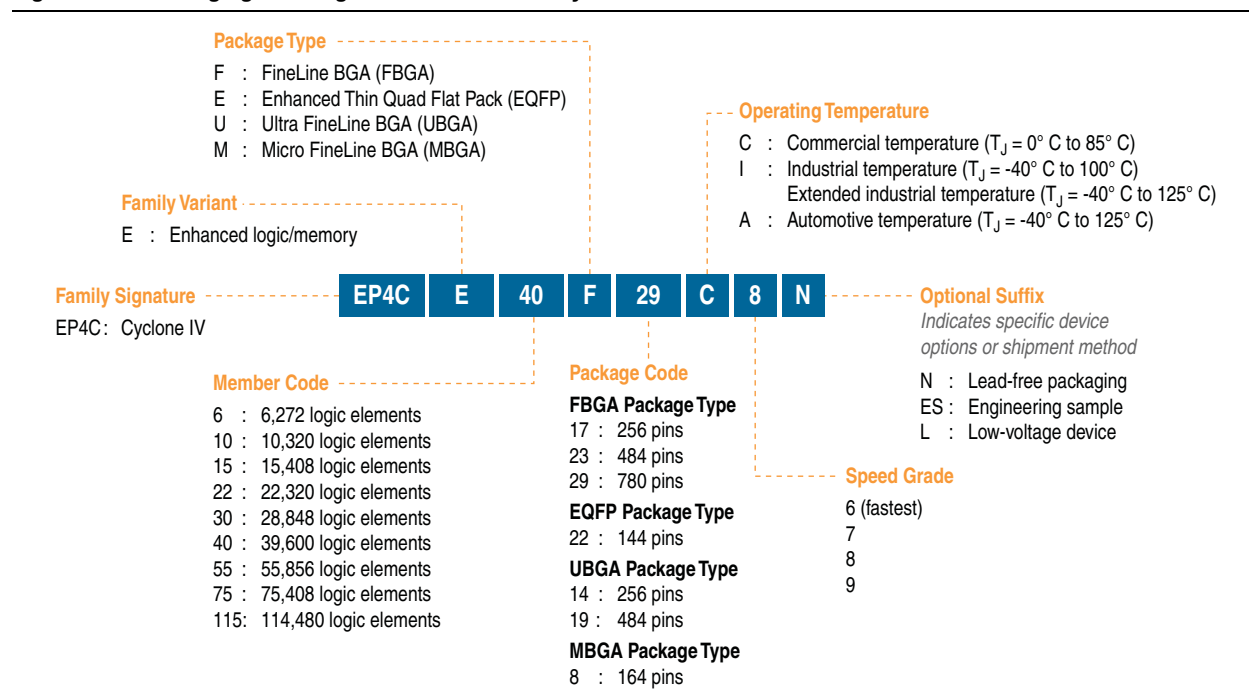 Package Type
F : FineLine BGA (FBGA)
E : Enhanced Thin Quad Flat Pack (EQFP)
U : Ultra FineLine BGA (UBGA)
M : Micro FineLine BGA (MBGA)
Operating Temperature
C : Commercial temperature (TJ = 0° C to 85° C)
I : Industrial temperature (TJ = -40° C to 100° C)
Extended industrial temperature (TJ = -40° C to 125° C)
A : Automotive temperature (TJ = -40° C to 125° C)
Family Variant
E : Enhanced logic/memory
Family Signature
EP4C : Cyclone IV
EP4C E 40 F 29 C 8 N
Optional Suffix
Indicates specific device
options or shipment method
N : Lead-free packaging
ES : Engineering sample
L : Low-voltage device
Member Code
6 : 6,272 logic elements
10 : 10,320 logic elements
15 : 15,408 logic elements
22 : 22,320 logic elements
30 : 28,848 logic elements
40 : 39,600 logic elements
55 : 55,856 logic elements
75 : 75,408 logic elements
115: 114,480 logic elements
Package Code
FBGA Package Type
17 : 256 pins
23 : 484 pins
29 : 780 pins
EQFP Package Type
22 : 144 pins
UBGA Package Type
14 : 256 pins
19 : 484 pins
MBGA Package Type
8 : 164 pins
Speed Grade
6 (fastest)
7
8
9